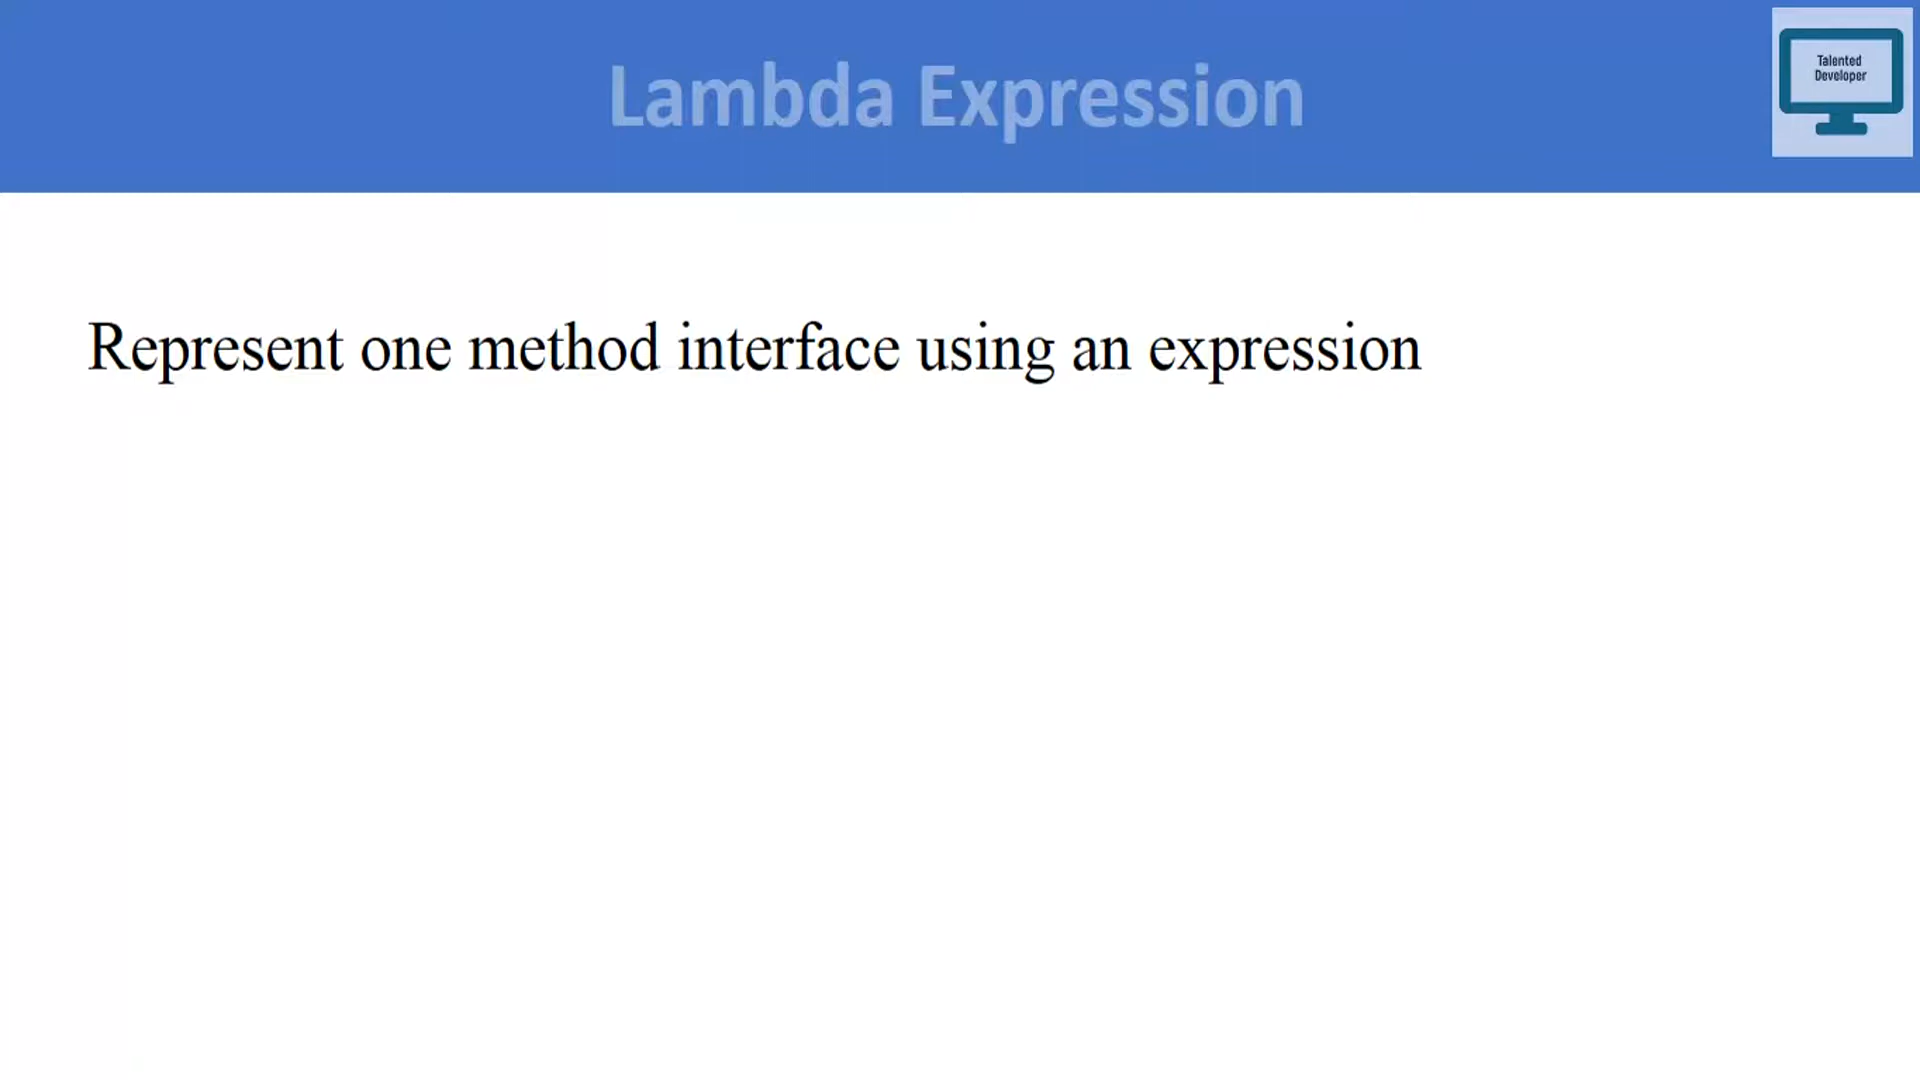 Lambda Expression
Talented
Developer
Represent one method interface using an expression